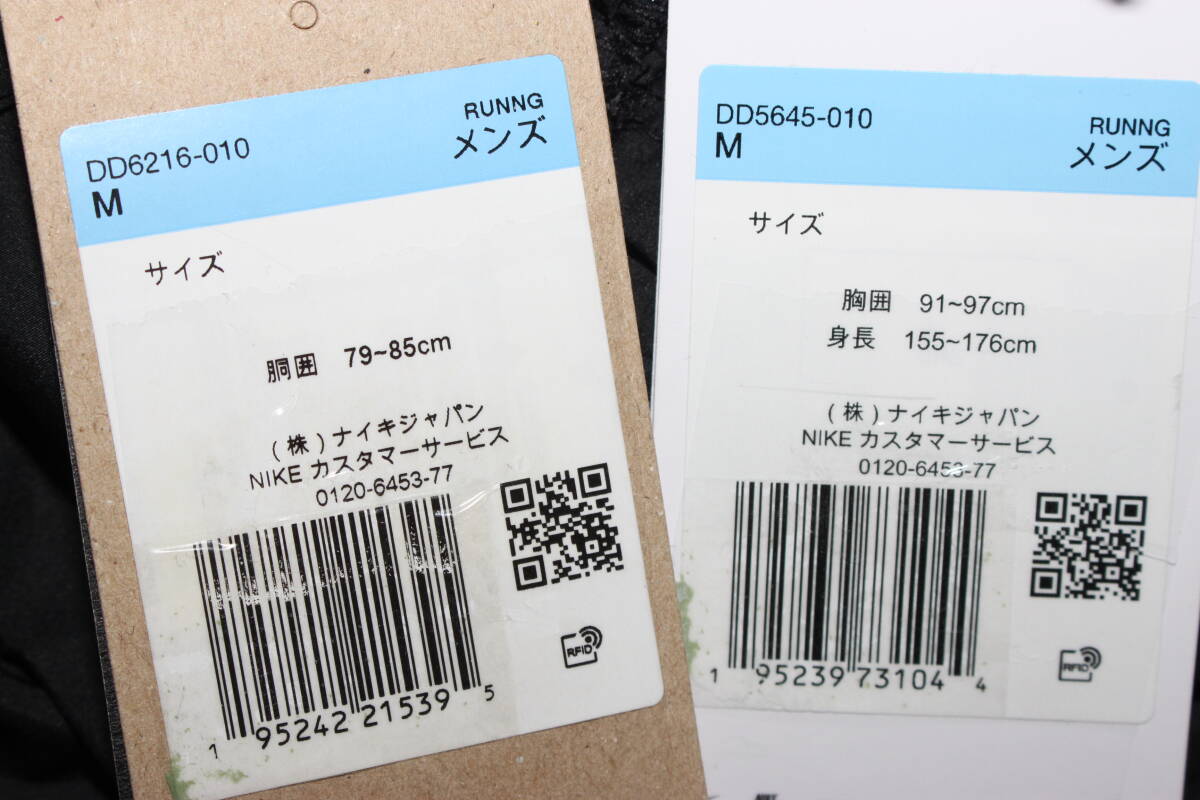 DD6216-010
RUNNG
M
メンズ
サイズ
胴囲 79~85cm
(株)ナイキジャパン
NIKE カスタマーサービス
0120-6453-77
RFID
1 95242 21539 5
DD5645-010
RUNNG
M
メンズ
サイズ
胸囲 91~97cm
身長 155~176cm
(株)ナイキジャパン
NIKE カスタマーサービス
0120-6453-77
RFID
1 95239 73104 4